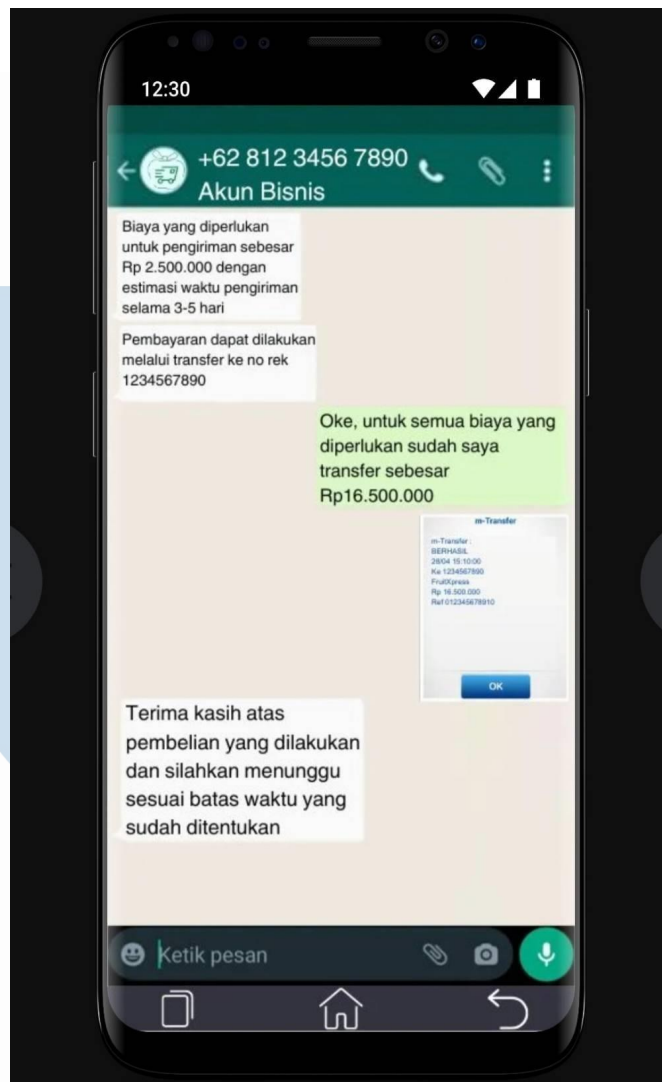 12:30
+62 812 3456 7890
Akun Bisnis
Biaya yang diperlukan
untuk pengiriman sebesar
Rp 2.500.000 dengan
estimasi waktu pengiriman
selama 3-5 hari
Pembayaran dapat dilakukan
melalui transfer ke no rek
1234567890
Oke, untuk semua biaya yang
diperlukan sudah saya
transfer sebesar
Rp16.500.000
m-Transfer
m-Transfer :
BERHASIL
28/04 15:10:00
Ke 1234567890
FruitXpress
Rp 16.500.000
Ref 012345678910
OK
Terima kasih atas
pembelian yang dilakukan
dan silahkan menunggu
sesuai batas waktu yang
sudah ditentukan
Ketik pesan